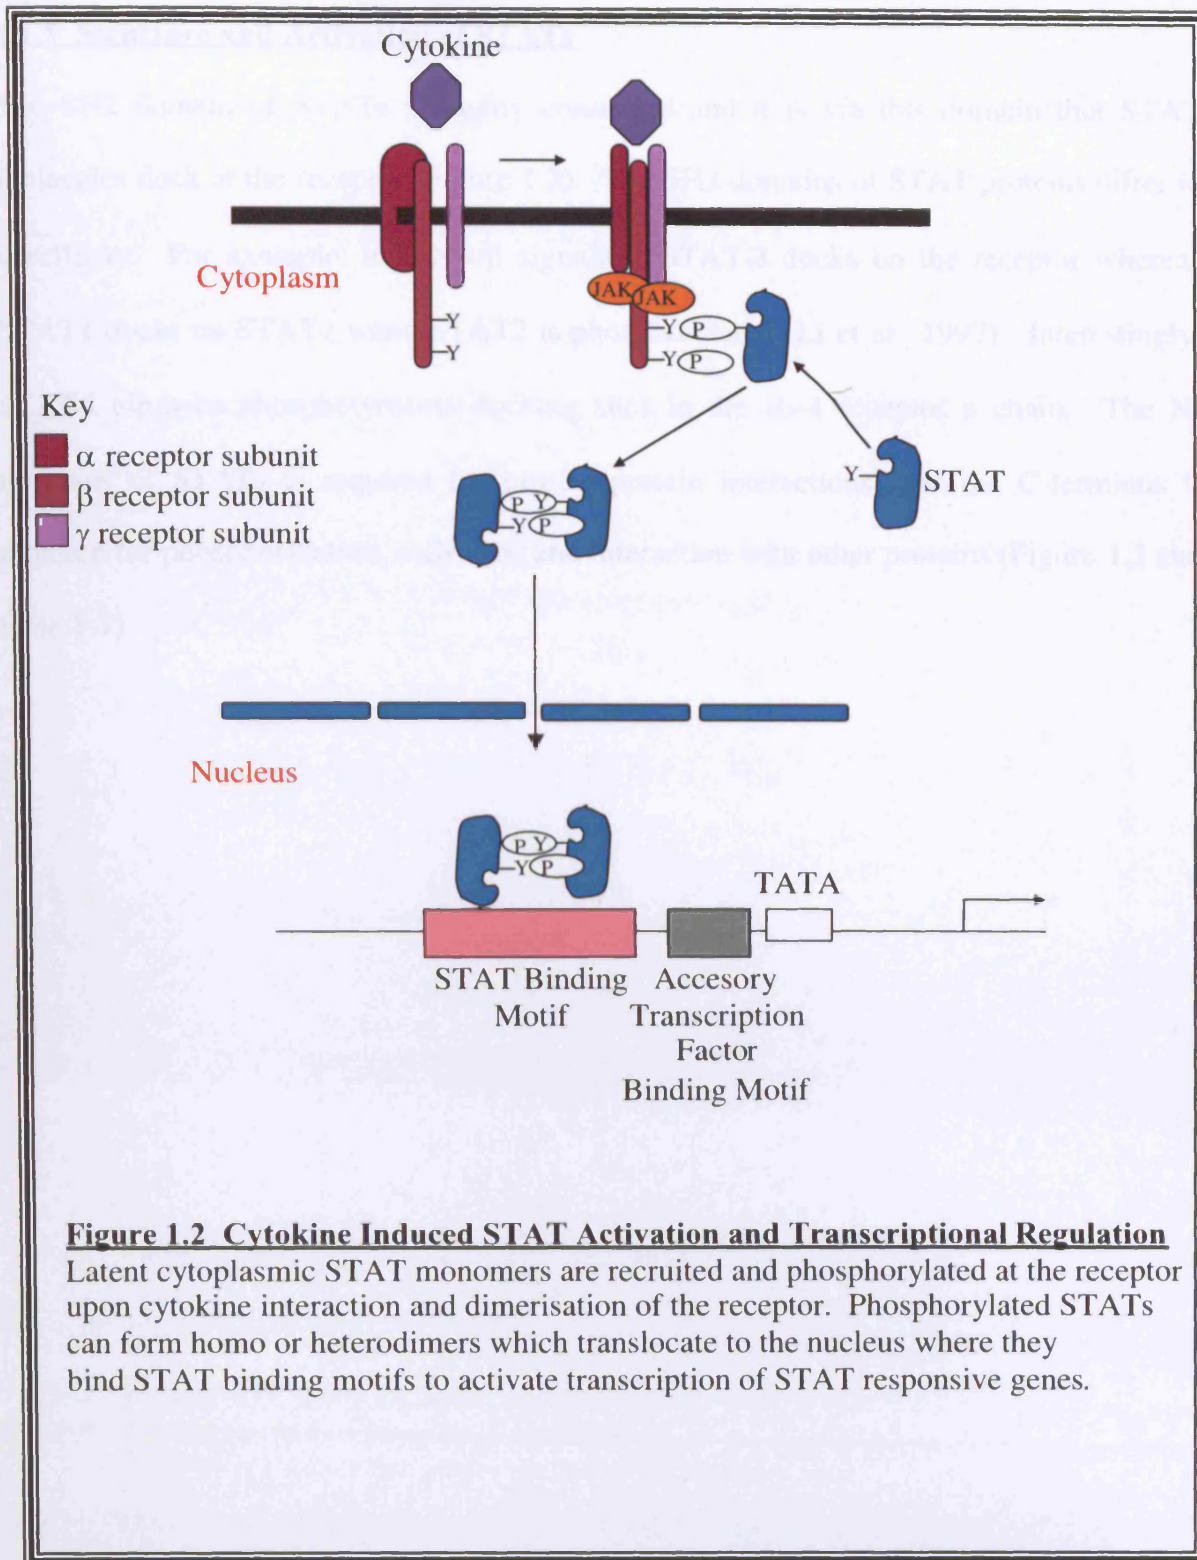 Cytokine
Cytoplasm
JAK
JAK
Y P
Y P
Y
Y
Key
α receptor subunit
β receptor subunit
γ receptor subunit
Y
STAT
P Y
Y P
Nucleus
P Y
Y P
TATA
STAT Binding
Motif
Accesory
Transcription
Factor
Binding Motif
Figure 1.2 Cytokine Induced STAT Activation and Transcriptional Regulation
Latent cytoplasmic STAT monomers are recruited and phosphorylated at the receptor
upon cytokine interaction and dimerisation of the receptor. Phosphorylated STATs
can form homo or heterodimers which translocate to the nucleus where they
bind STAT binding motifs to activate transcription of STAT responsive genes.